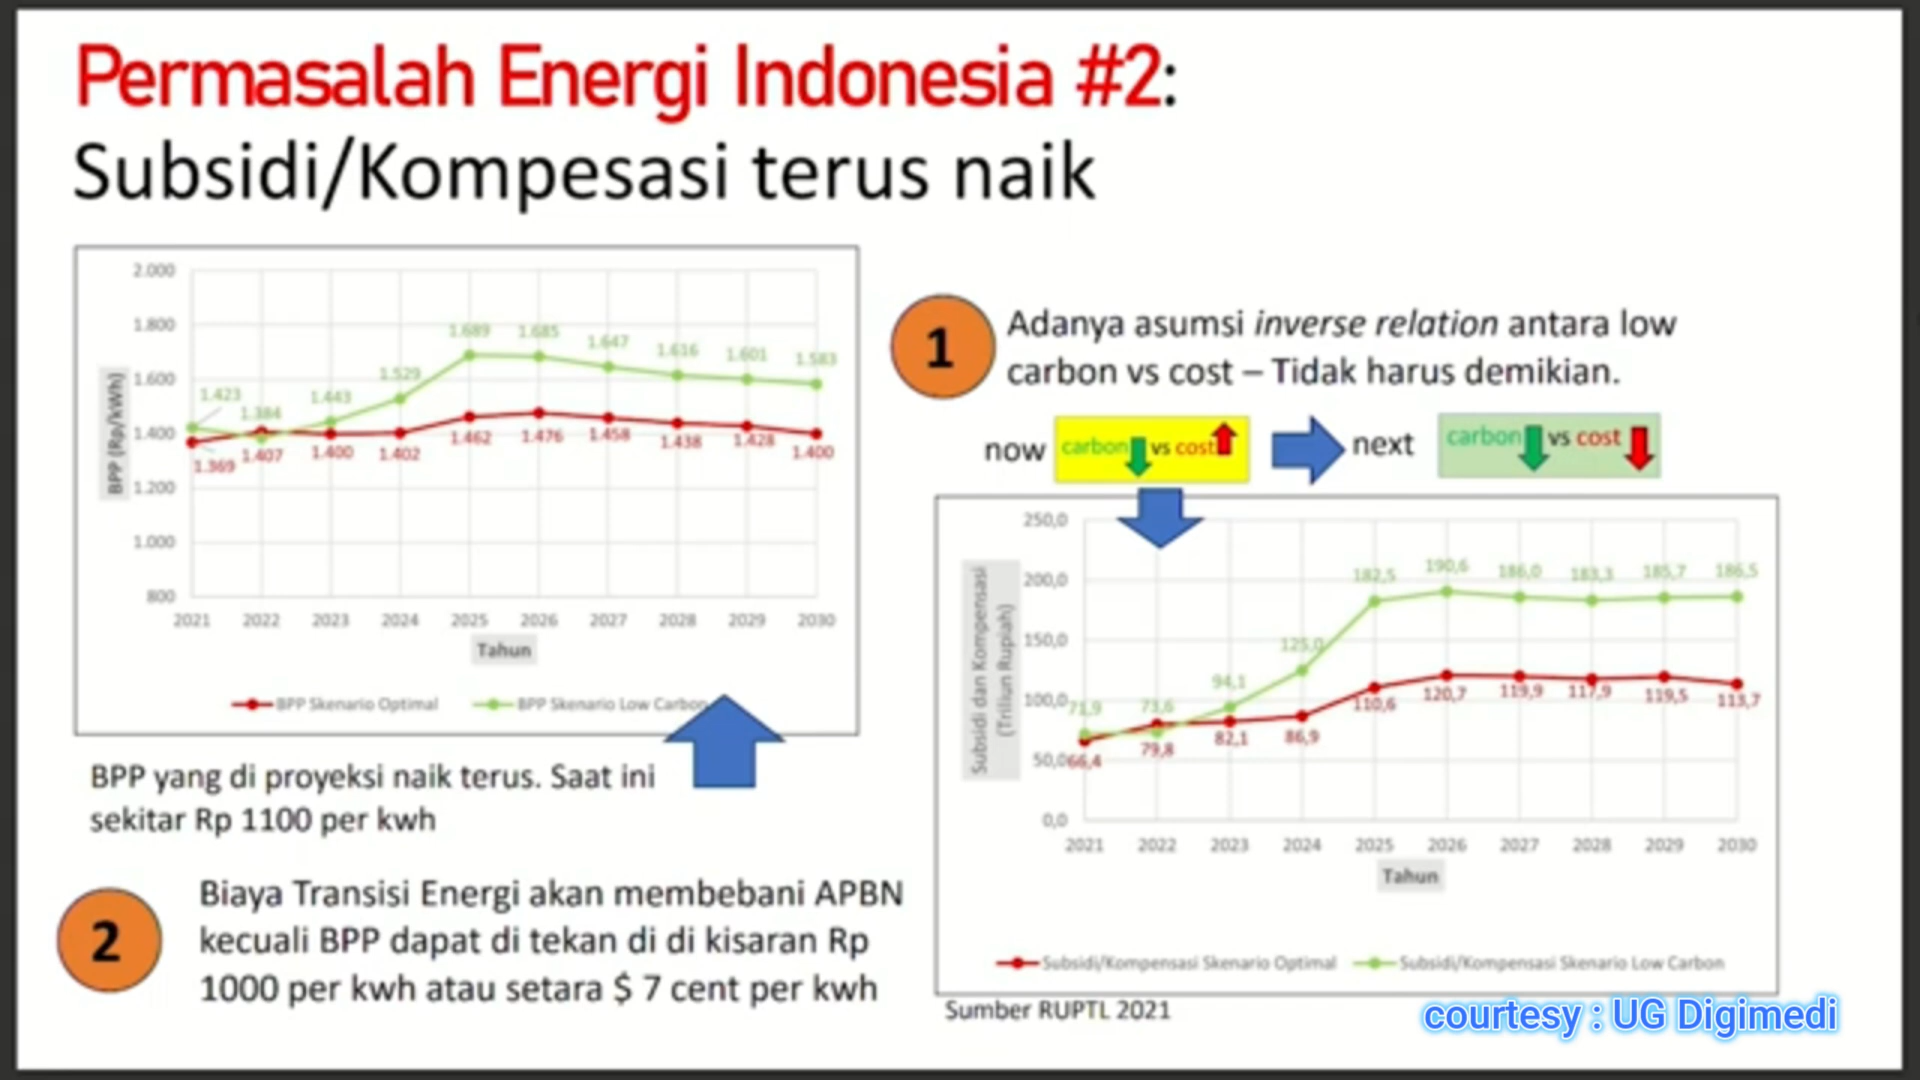 Permasalah Energi Indonesia #2:
Subsidi/Kompesasi terus naik
2.000
1.800
1.600
1.400
1.200
1.000
800
BPP (Rp/kWh)
1.423
1.384
1.443
1.529
1.689
1.685
1.647
1.616
1.601
1.583
1.369
1.407
1.400
1.402
1.462
1.476
1.458
1.438
1.428
1.400
2021 2022 2023 2024 2025 2026 2027 2028 2029 2030
Tahun
BPP Skenario Optimal BPP Skenario Low Carbon
BPP yang di proyeksi naik terus. Saat ini
sekitar Rp 1100 per kwh
1
Adanya asumsi inverse relation antara low
carbon vs cost – Tidak harus demikian.
now carbon vs cost next carbon vs cost
250,0
200,0
150,0
100,0
50,0
0,0
Subsidi dan Kompensasi
(Triliun Rupiah)
71,9
73,6
94,1
125,0
182,5
190,6
186,0
183,3
185,7
186,5
66,4
79,8
82,1
86,9
110,6
120,7
119,9
117,9
119,5
113,7
2021 2022 2023 2024 2025 2026 2027 2028 2029 2030
Tahun
Subsidi/Kompensasi Skenario Optimal Subsidi/Kompensasi Skenario Low Carbon
Sumber RUPTL 2021
2
Biaya Transisi Energi akan membebani APBN
kecuali BPP dapat di tekan di di kisaran Rp
1000 per kwh atau setara $ 7 cent per kwh
courtesy : UG Digimedi